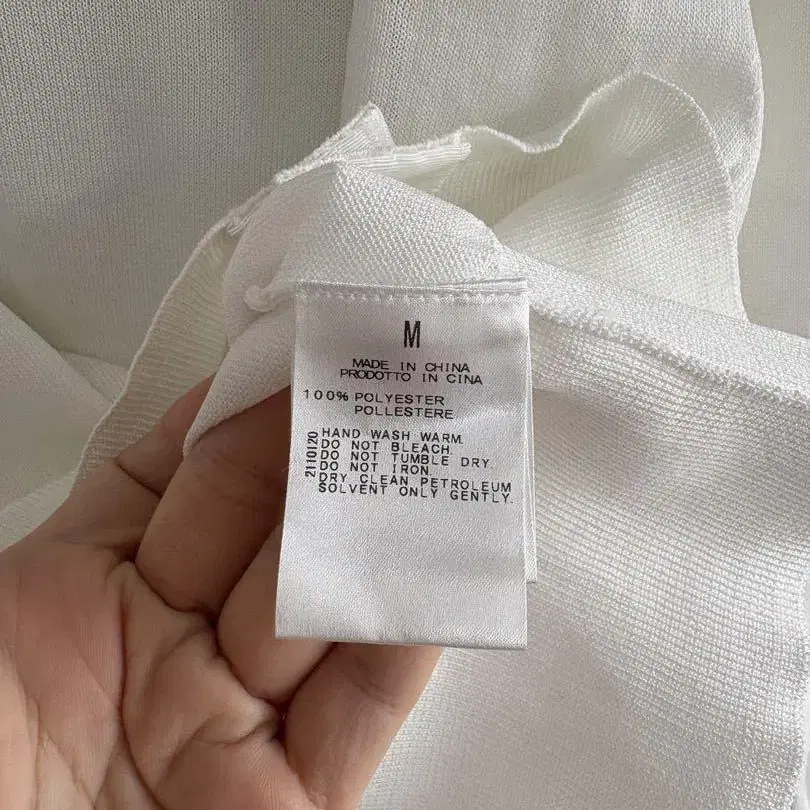 M
MADE IN CHINA
PRODOTTO IN CINA
100% POLYESTER
POLLESTERE
2110120
HAND WASH WARM.
DO NOT BLEACH.
DO NOT TUMBLE DRY.
DO NOT IRON.
DRY CLEAN PETROLEUM
SOLVENT ONLY GENTLY.